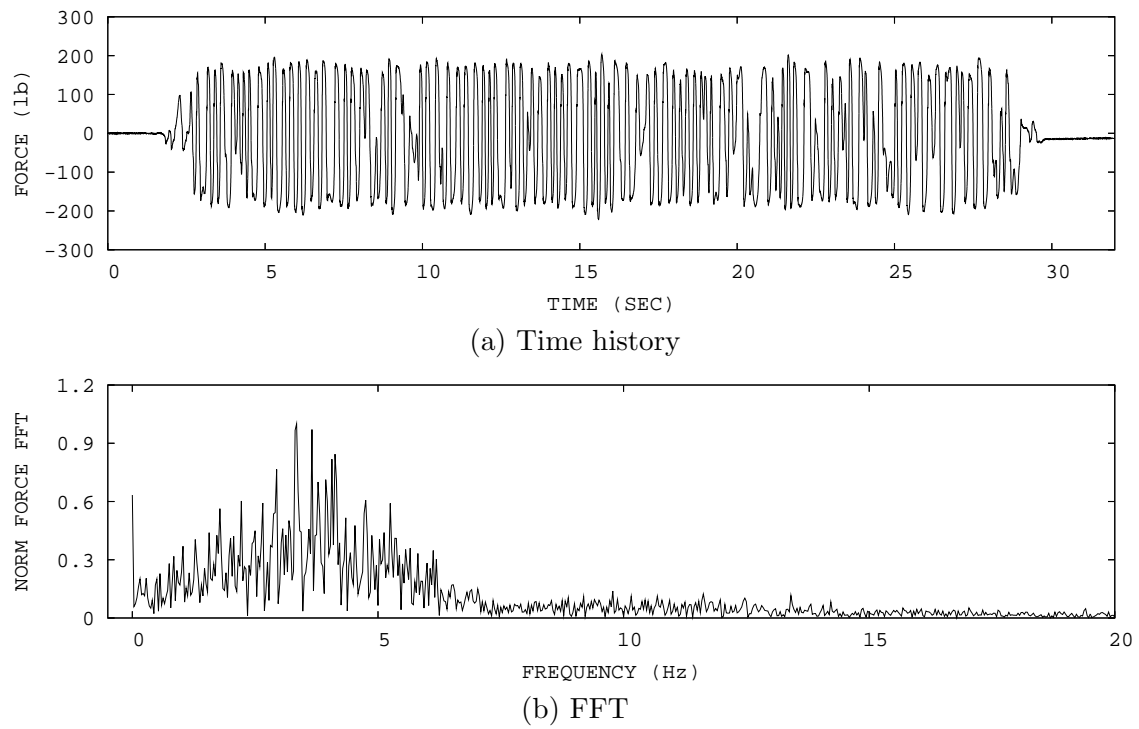 300
200
100
0
-100
-200
-300
FORCE (lb)
0 5 10 15 20 25 30
TIME (SEC)
(a) Time history
1.2
0.9
0.6
0.3
0
NORM FORCE FFT
0 5 10 15 20
FREQUENCY (Hz)
(b) FFT